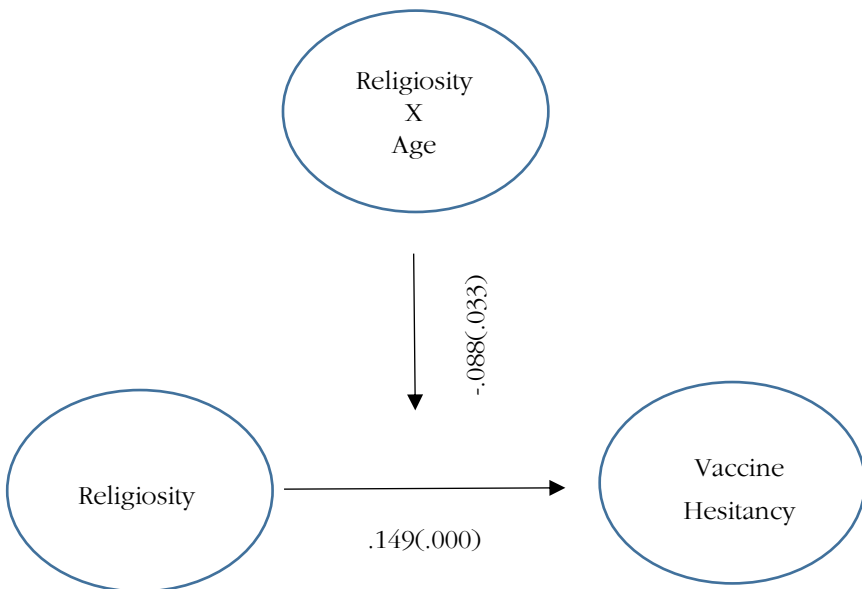 Religiosity
X
Age
-.088(.033)
Religiosity
Vaccine
Hesitancy
.149(.000)